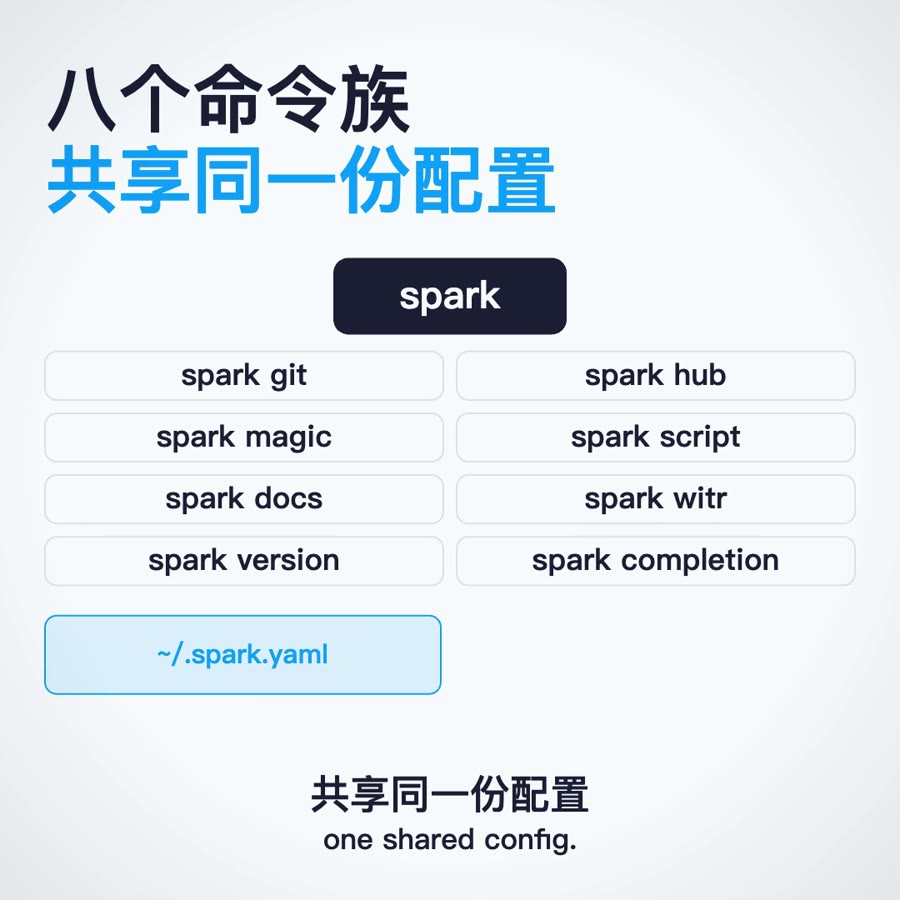 八个命令族
共享同一份配置
spark
spark git
spark hub
spark magic
spark script
spark docs
spark witr
spark version
spark completion
~/.spark.yaml
共享同一份配置
one shared config.